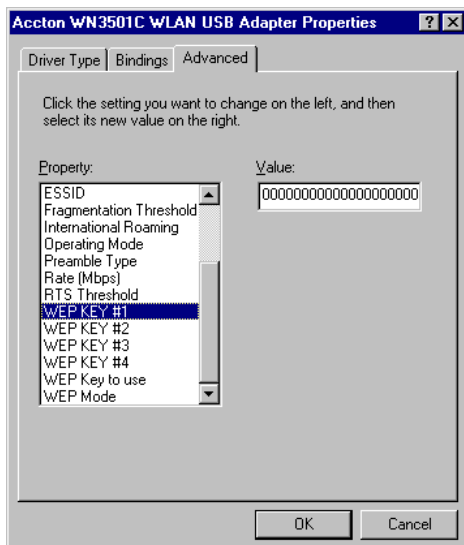 Accton WN3501C WLAN USB Adapter Properties
Driver Type Bindings Advanced
Click the setting you want to change on the left, and then
select its new value on the right.
Property: Value:
ESSID 00000000000000000000
Fragmentation Threshold
International Roaming
Operating Mode
Preamble Type
Rate (Mbps)
RTS Threshold
WEP KEY #1
WEP KEY #2
WEP KEY #3
WEP KEY #4
WEP Key to use
WEP Mode
OK Cancel